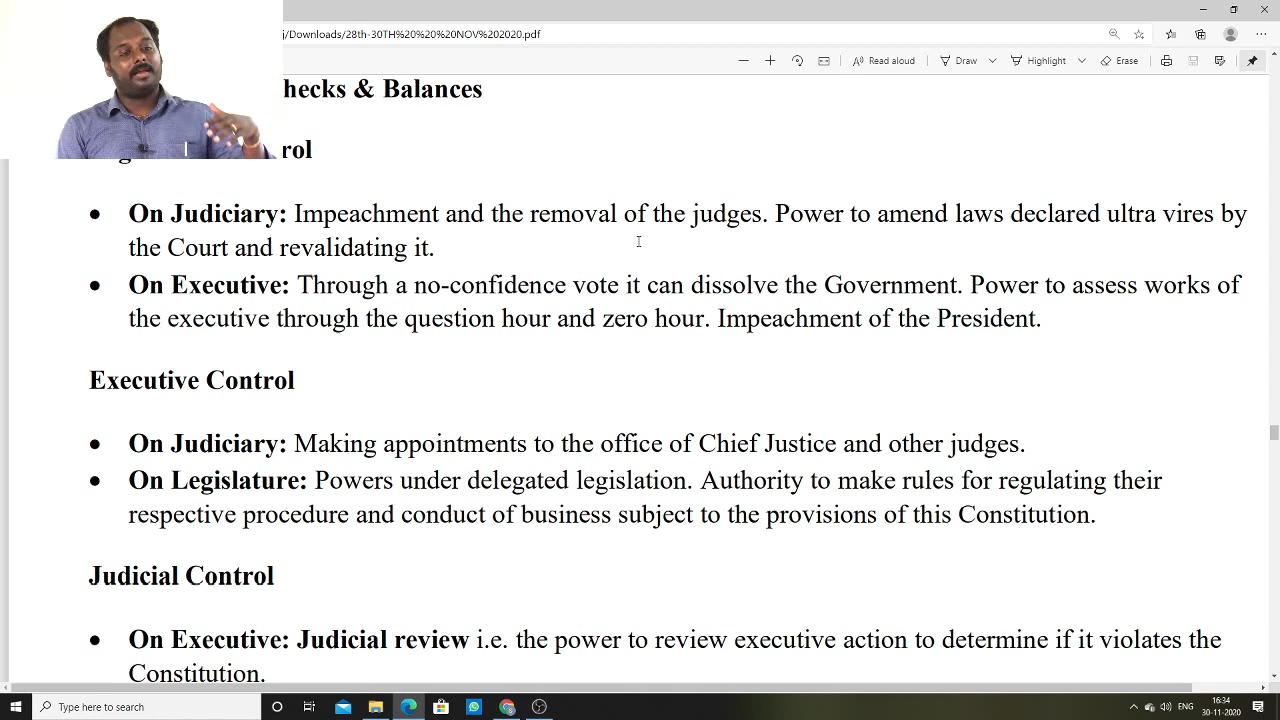 j/Downloads/28th-30TH%20%20%20NOV%202020.pdf
Read aloud
Draw
Highlight
Erase
hecks & Balances
rol
On Judiciary: Impeachment and the removal of the judges. Power to amend laws declared ultra vires by
the Court and revalidating it.
On Executive: Through a no-confidence vote it can dissolve the Government. Power to assess works of
the executive through the question hour and zero hour. Impeachment of the President.
Executive Control
On Judiciary: Making appointments to the office of Chief Justice and other judges.
On Legislature: Powers under delegated legislation. Authority to make rules for regulating their
respective procedure and conduct of business subject to the provisions of this Constitution.
Judicial Control
On Executive: Judicial review i.e. the power to review executive action to determine if it violates the
Constitution.
Type here to search
ENG
16:34
30-11-2020